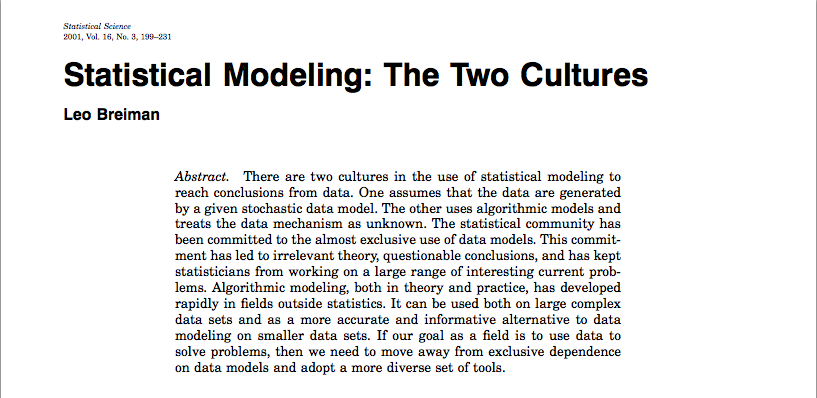 Statistical Science
2001, Vol. 16, No. 3, 199–231
Statistical Modeling: The Two Cultures
Leo Breiman
Abstract. There are two cultures in the use of statistical modeling to
reach conclusions from data. One assumes that the data are generated
by a given stochastic data model. The other uses algorithmic models and
treats the data mechanism as unknown. The statistical community has
been committed to the almost exclusive use of data models. This commit-
ment has led to irrelevant theory, questionable conclusions, and has kept
statisticians from working on a large range of interesting current prob-
lems. Algorithmic modeling, both in theory and practice, has developed
rapidly in fields outside statistics. It can be used both on large complex
data sets and as a more accurate and informative alternative to data
modeling on smaller data sets. If our goal as a field is to use data to
solve problems, then we need to move away from exclusive dependence
on data models and adopt a more diverse set of tools.